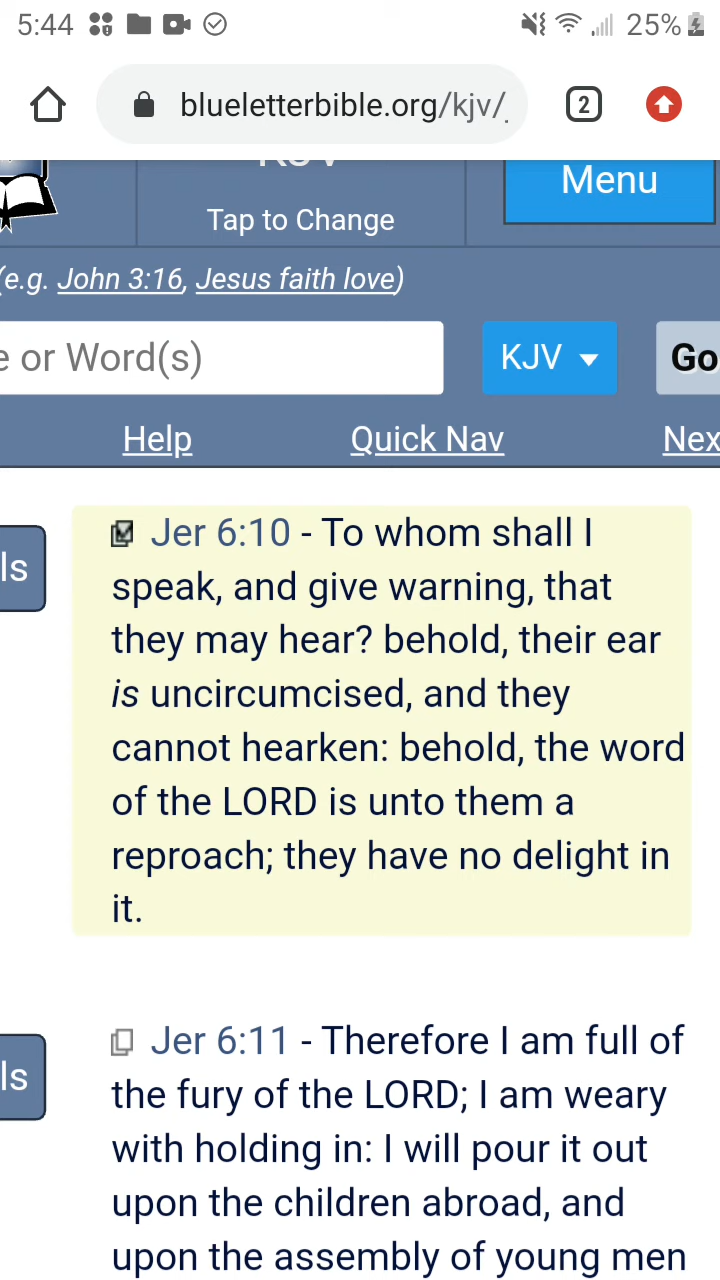 5:44 25%
blueletterbible.org/kjv/ 2
KJV
Tap to Change
Menu
(e.g. John 3:16, Jesus faith love)
e or Word(s) KJV Go
Help Quick Nav Nex
ls
Jer 6:10 - To whom shall I
speak, and give warning, that
they may hear? behold, their ear
is uncircumcised, and they
cannot hearken: behold, the word
of the LORD is unto them a
reproach; they have no delight in
it.
ls
Jer 6:11 - Therefore I am full of
the fury of the LORD; I am weary
with holding in: I will pour it out
upon the children abroad, and
upon the assembly of young men